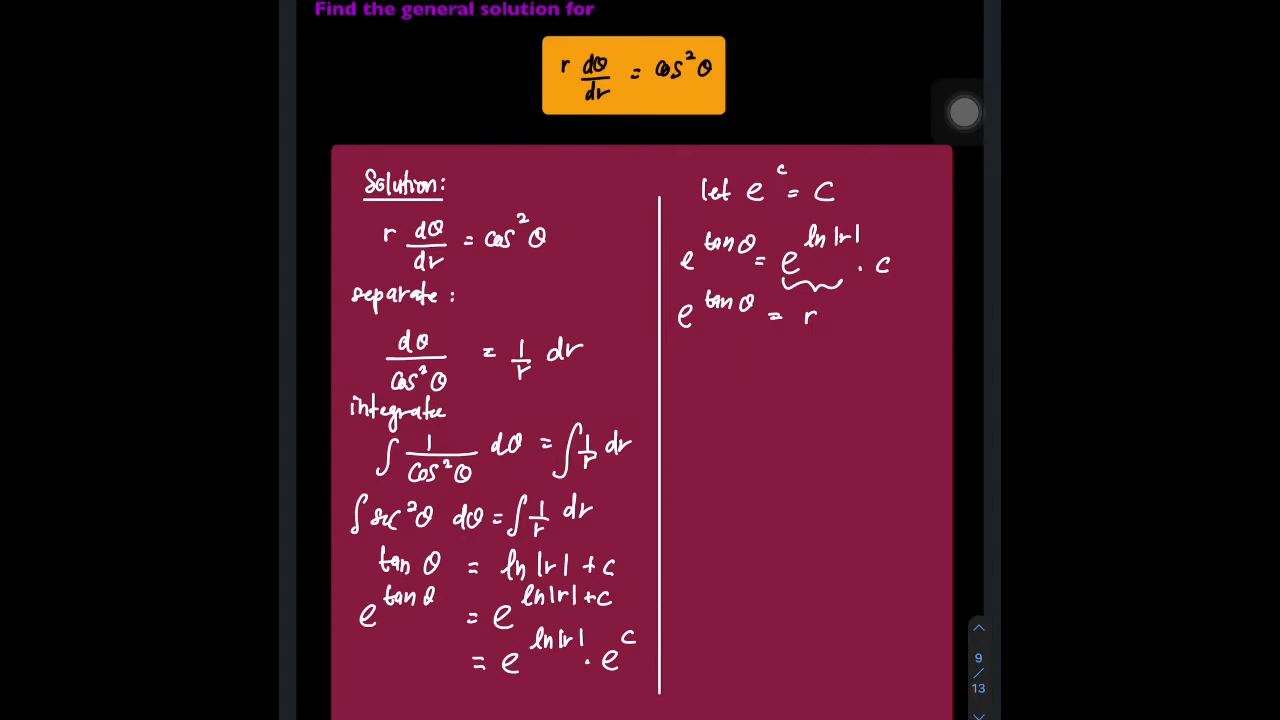 Find the general solution for
r dθ/dr = cos²θ
Solution:
r dθ/dr = cos²θ
separate:
dθ/cos²θ = 1/r dr
integrate
∫ 1/cos²θ dθ = ∫ 1/r dr
∫ sec²θ dθ = ∫ 1/r dr
tan θ = ln |r| + c
e^tan θ = e^ln|r|+c
= e^ln|r| · e^c
let e^c = C
e^tan θ = e^ln|r| · c
e^tan θ = r
9
/
13